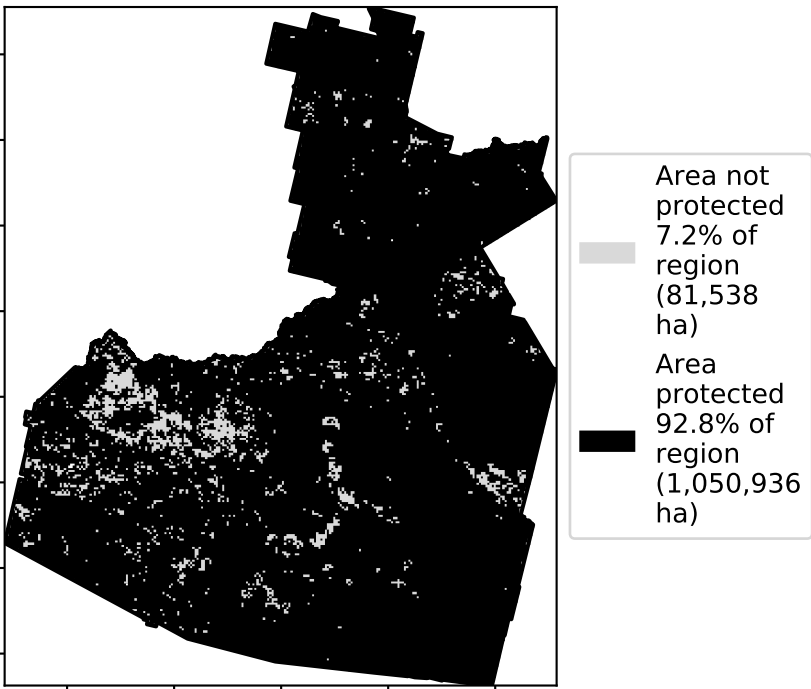 Area not
protected
7.2% of
region
(81,538
ha)
Area
protected
92.8% of
region
(1,050,936
ha)